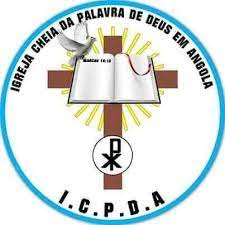 IGREJA CHEIA DA PALAVRA DE DEUS EM ANGOLA
I.C.P.D.A